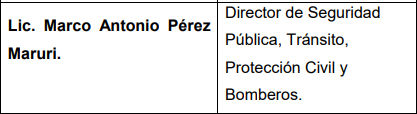 Lic. Marco Antonio Pérez
Maruri.
Director de Seguridad
Pública, Tránsito,
Protección Civil y
Bomberos.